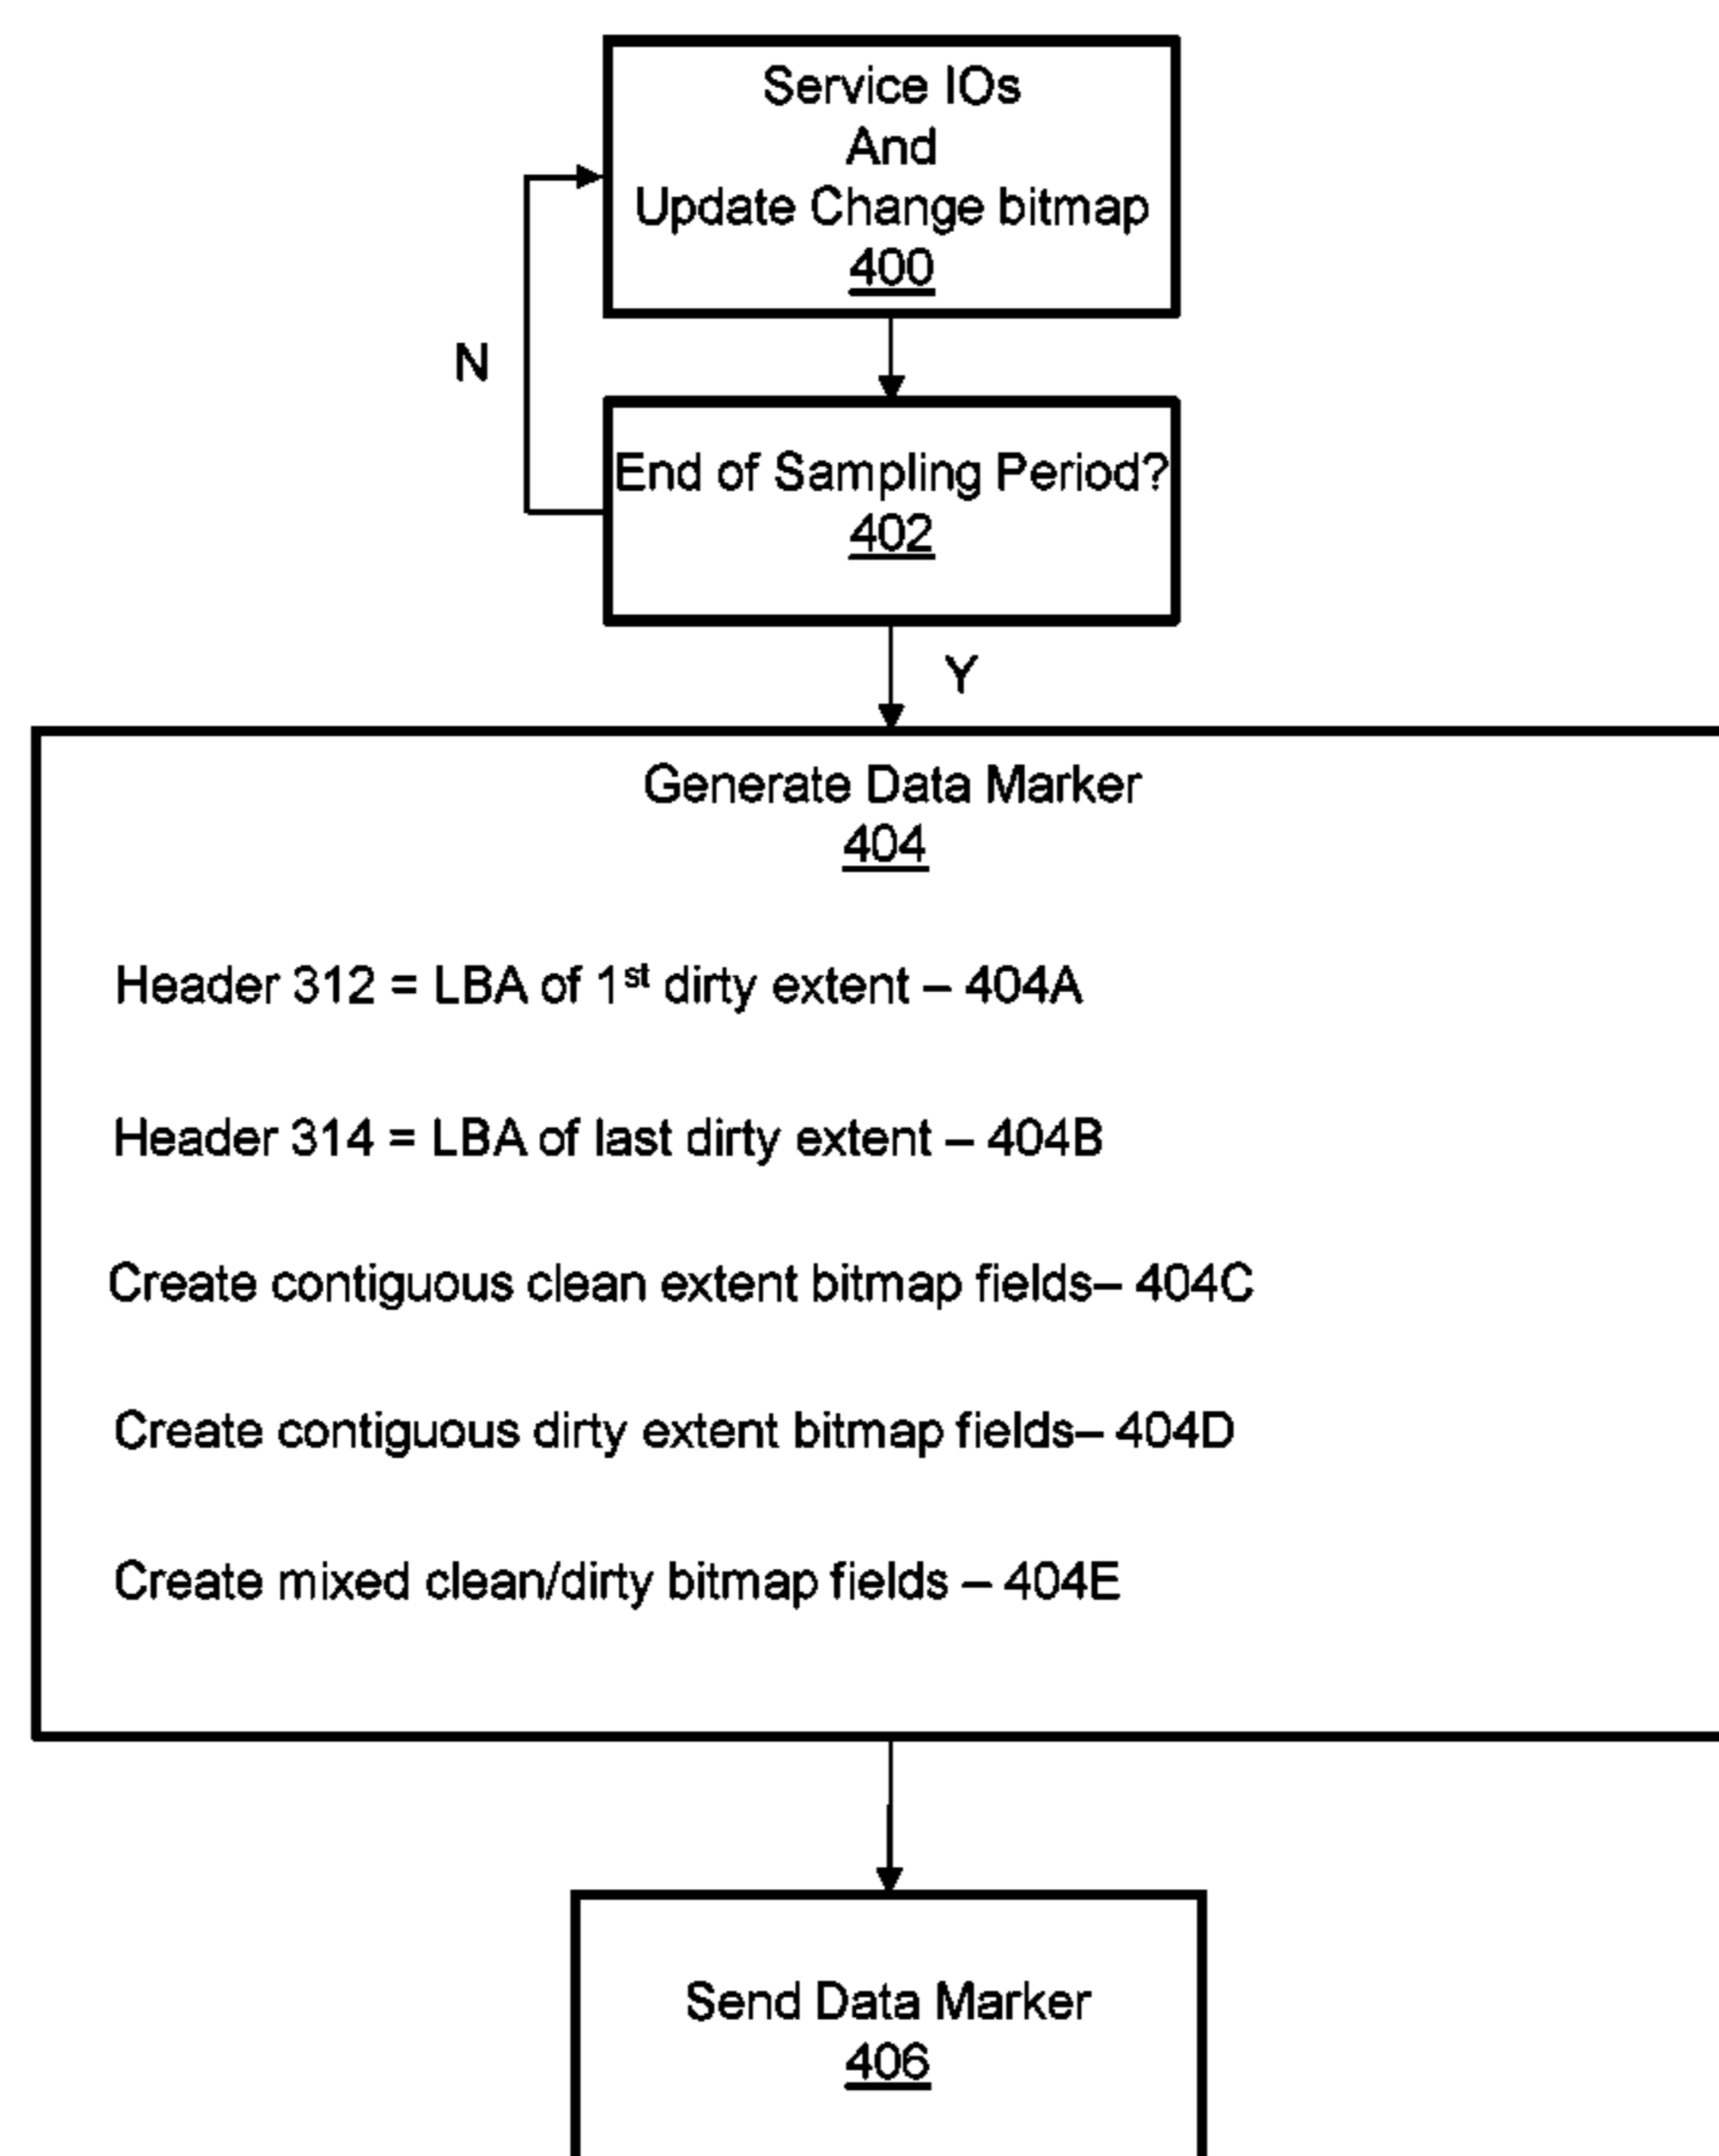 Service IOs
And
Update Change bitmap
400
N
End of Sampling Period?
402
Y
Generate Data Marker
404
Header 312 = LBA of 1st dirty extent – 404A
Header 314 = LBA of last dirty extent – 404B
Create contiguous clean extent bitmap fields– 404C
Create contiguous dirty extent bitmap fields– 404D
Create mixed clean/dirty bitmap fields – 404E
Send Data Marker
406